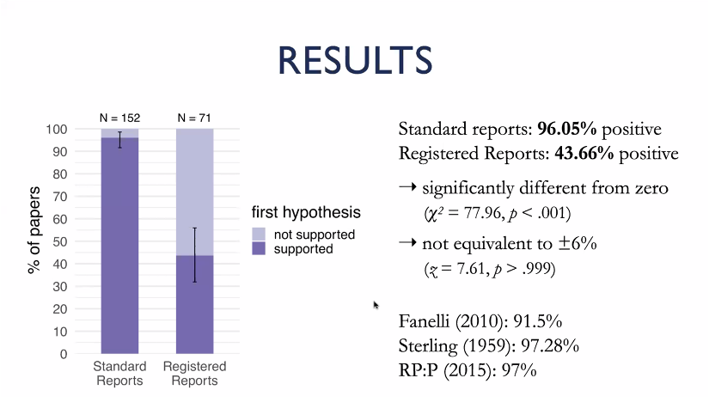 RESULTS
N = 152
N = 71
100
90
80
70
60
50
40
30
20
10
0
% of papers
Standard
Reports
Registered
Reports
first hypothesis
not supported
supported
Standard reports: 96.05% positive
Registered Reports: 43.66% positive
→ significantly different from zero
(χ² = 77.96, p < .001)
→ not equivalent to ±6%
(z = 7.61, p > .999)
Fanelli (2010): 91.5%
Sterling (1959): 97.28%
RP:P (2015): 97%